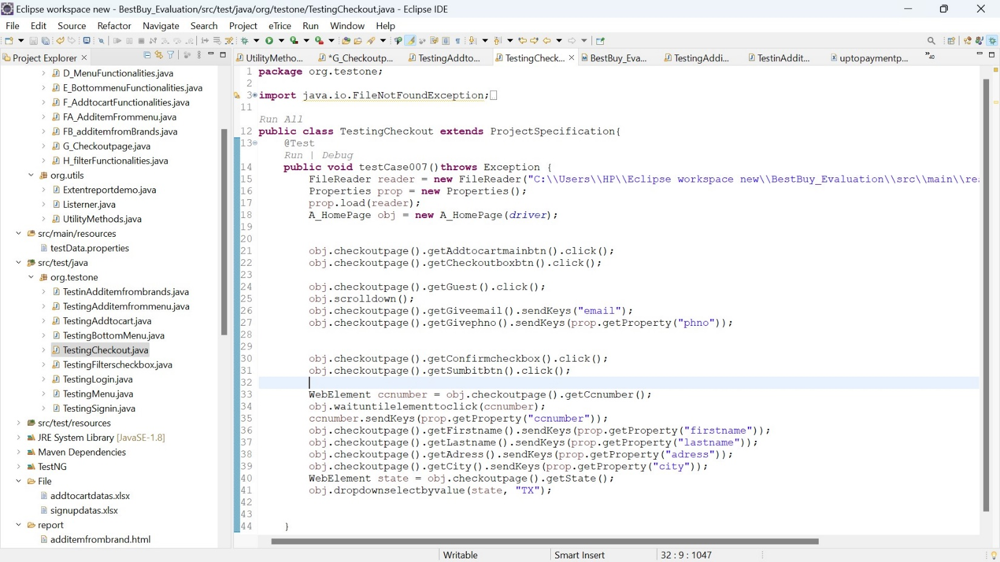 Eclipse workspace new - BestBuy_Evaluation/src/test/java/org/testone/TestingCheckout.java - Eclipse IDE
File Edit Source Refactor Navigate Search Project eTrice Run Window Help
Project Explorer
UtilityMetho... *G_Checkoutp... TestingAddto... TestingCheck... BestBuy_Eva... TestingAddi... TestinAddit... uptopaymentp... »40
D_MenuFunctionalities.java
E_BottommenuFunctionalities.java
F_AddtocartFunctionalities.java
FA_AdditemFrommenu.java
FB_additemfromBrands.java
G_Checkoutpage.java
H_filterFunctionalities.java
org.utils
Extentreportdemo.java
Listerner.java
UtilityMethods.java
src/main/resources
testData.properties
src/test/java
org.testone
TestinAdditemfrombrands.java
TestingAdditemfrommenu.java
TestingAddtocart.java
TestingBottomMenu.java
TestingCheckout.java
TestingFilterscheckbox.java
TestingLogin.java
TestingMenu.java
TestingSignin.java
src/test/resources
JRE System Library [JavaSE-1.8]
Maven Dependencies
TestNG
File
addtocartdatas.xlsx
signupdatas.xlsx
report
additemfrombrand.html
1 package org.testone;
2
3 import java.io.FileNotFoundException;
11
Run All
12 public class TestingCheckout extends ProjectSpecification{
13 @Test
Run | Debug
14 public void testCase007()throws Exception {
15 FileReader reader = new FileReader("C:\\Users\\HP\\Eclipse workspace new\\BestBuy_Evaluation\\src\\main\\re
16 Properties prop = new Properties();
17 prop.load(reader);
18 A_HomePage obj = new A_HomePage(driver);
19
20
21 obj.checkoutpage().getAddtocartmainbtn().click();
22 obj.checkoutpage().getCheckoutboxbtn().click();
23
24 obj.checkoutpage().getGuest().click();
25 obj.scrolldown();
26 obj.checkoutpage().getGiveemail().sendKeys("email");
27 obj.checkoutpage().getGivephno().sendKeys(prop.getProperty("phno"));
28
29
30 obj.checkoutpage().getConfirmcheckbox().click();
31 obj.checkoutpage().getSumbitbtn().click();
32
33 WebElement ccnumber = obj.checkoutpage().getCcnumber();
34 obj.waituntilelementtoclick(ccnumber);
35 ccnumber.sendKeys(prop.getProperty("ccnumber"));
36 obj.checkoutpage().getFirstname().sendKeys(prop.getProperty("firstname"));
37 obj.checkoutpage().getLastname().sendKeys(prop.getProperty("lastname"));
38 obj.checkoutpage().getAdress().sendKeys(prop.getProperty("adress"));
39 obj.checkoutpage().getCity().sendKeys(prop.getProperty("city"));
40 WebElement state = obj.checkoutpage().getState();
41 obj.dropdownselectbyvalue(state, "TX");
42
43
44 }
Writable Smart Insert 32 : 9 : 1047